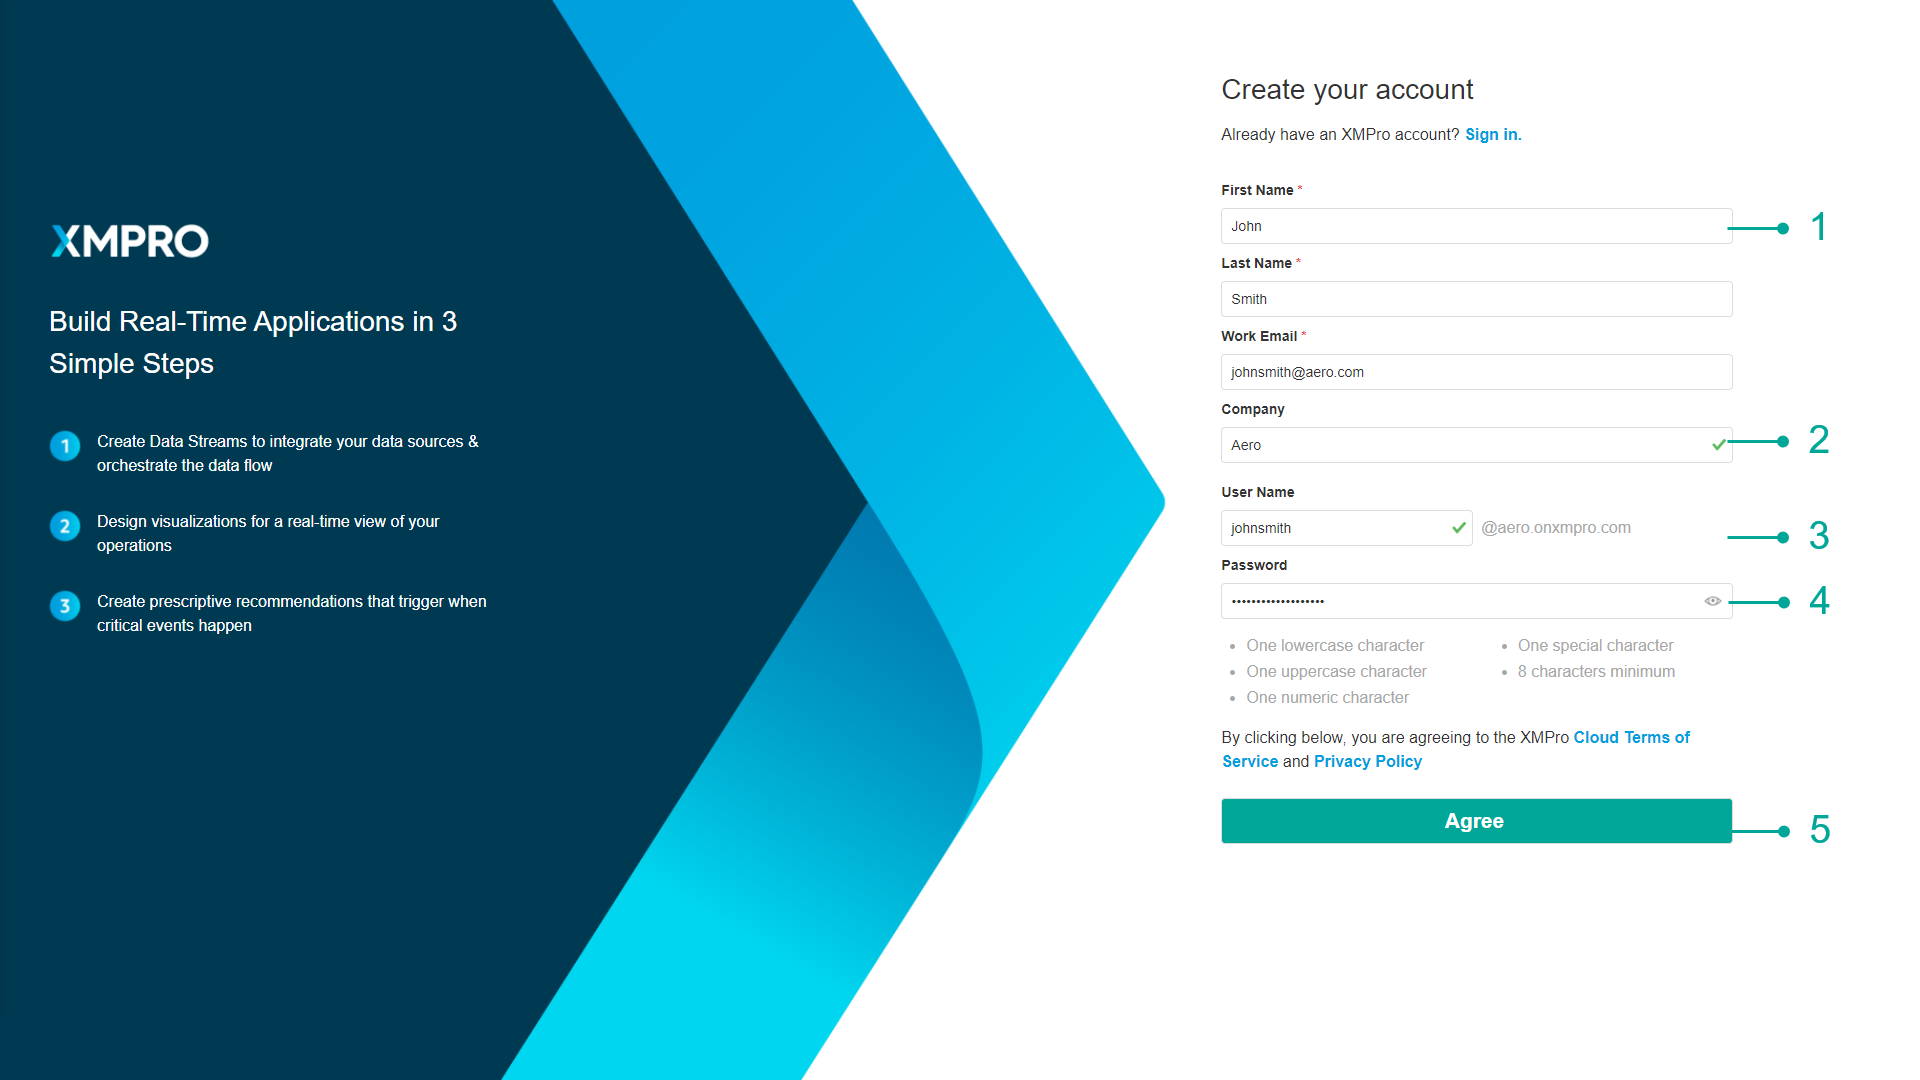 XMPRO
Build Real-Time Applications in 3
Simple Steps
1
Create Data Streams to integrate your data sources &
orchestrate the data flow
2
Design visualizations for a real-time view of your
operations
3
Create prescriptive recommendations that trigger when
critical events happen
Create your account
Already have an XMPro account? Sign in.
First Name *
John
1
Last Name *
Smith
Work Email *
johnsmith@aero.com
Company
Aero
2
User Name
johnsmith @aero.onxmpro.com
3
Password
•••••••••••••••••••
4
• One lowercase character
• One uppercase character
• One numeric character
• One special character
• 8 characters minimum
By clicking below, you are agreeing to the XMPro Cloud Terms of
Service and Privacy Policy
Agree
5